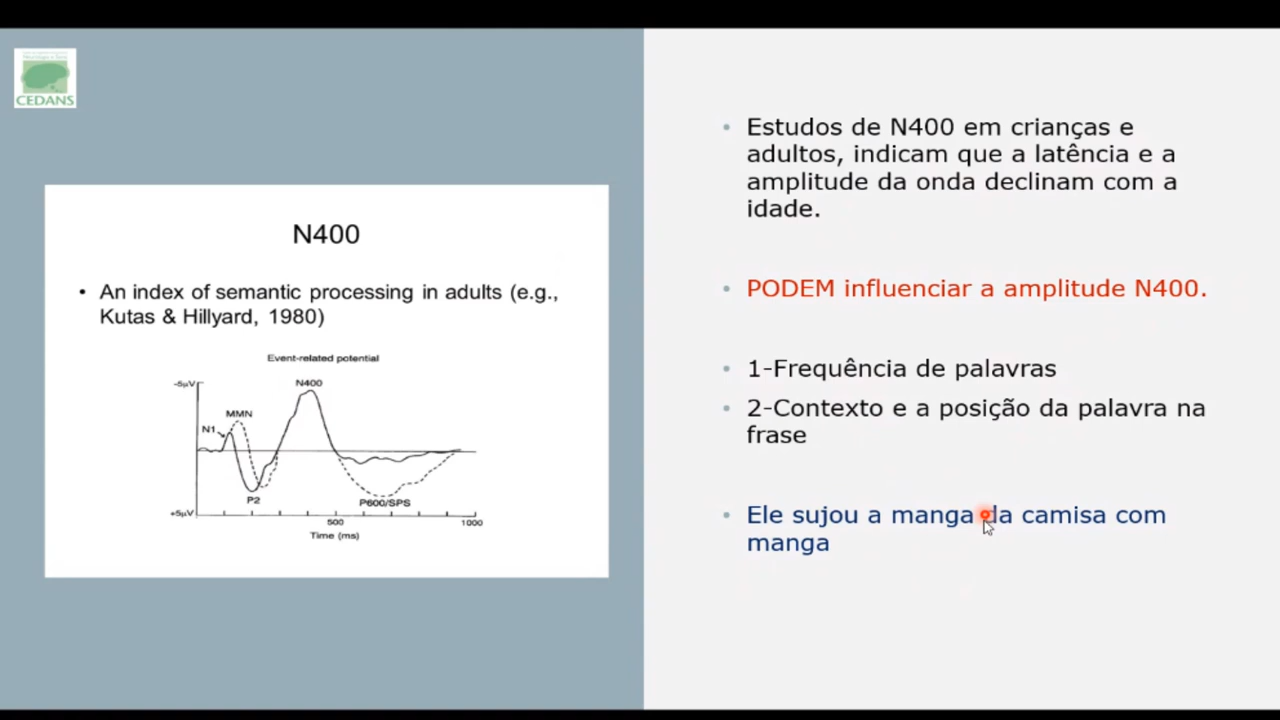 CEDANS
N400
• An index of semantic processing in adults (e.g.,
Kutas & Hillyard, 1980)
Event-related potential
-5µV
N400
MMN
N1
P2
P600/SPS
+5µV
500
1000
Time (ms)
• Estudos de N400 em crianças e
adultos, indicam que a latência e a
amplitude da onda declinam com a
idade.
• PODEM influenciar a amplitude N400.
• 1-Frequência de palavras
• 2-Contexto e a posição da palavra na
frase
• Ele sujou a manga da camisa com
manga